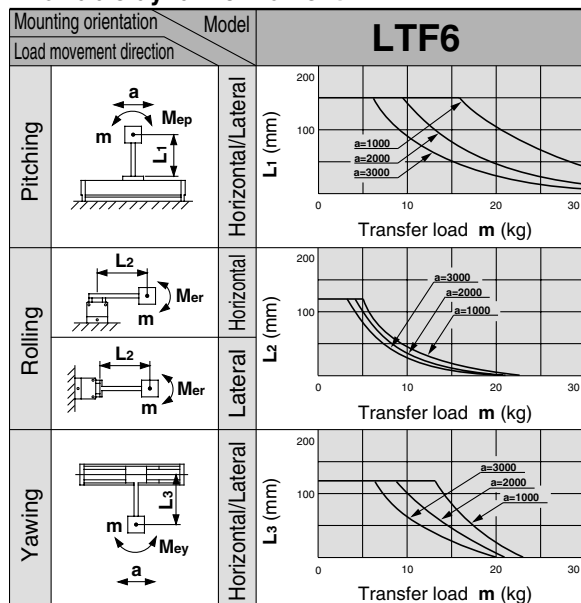 Mounting orientation
Model
Load movement direction
LTF6
Pitching
a
Mep
m
L1
Horizontal/Lateral
L1 (mm)
200
100
a=1000
a=2000
a=3000
0
10
20
30
Transfer load m (kg)
Rolling
L2
Mer
m
Horizontal
L2
Mer
m
Lateral
L2 (mm)
200
100
a=3000
a=2000
a=1000
0
10
20
30
Transfer load m (kg)
Yawing
L3
m
Mey
a
Horizontal/Lateral
L3 (mm)
200
100
a=3000
a=2000
a=1000
0
10
20
30
Transfer load m (kg)